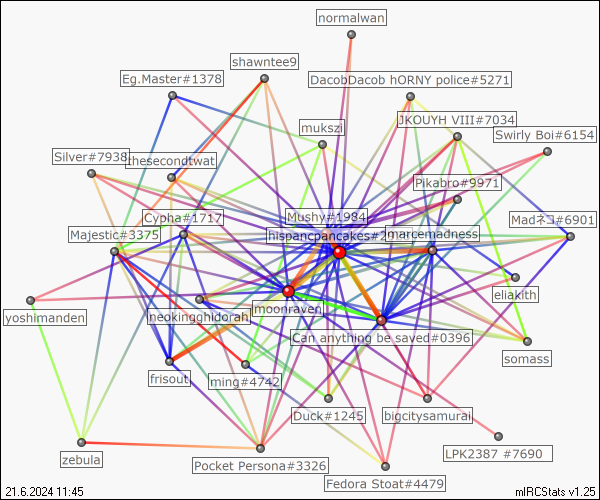 normalwan
shawntee9
Eg.Master#1378
DacobDacob hORNY police#5271
JKOUYH VIII#7034
mukszi
Swirly Boi#6154
Silver#7938
thesecondtwat
Pikabro#9971
Cypha#1717
Mushy#1984
Madネコ#6901
Majestic#3375
hispancpancakes#2
marcemadness
eliakith
yoshmanden
neokingghidorah
moonraven
Can anything be saved#0396
somass
frisout
ming#4742
Duck#1245
bigcitysamurai
zebula
Pocket Persona#3326
LPK2387 #7690
Fedora Stoat#4479
21.6.2024 11:45
mIRCStats v1.25